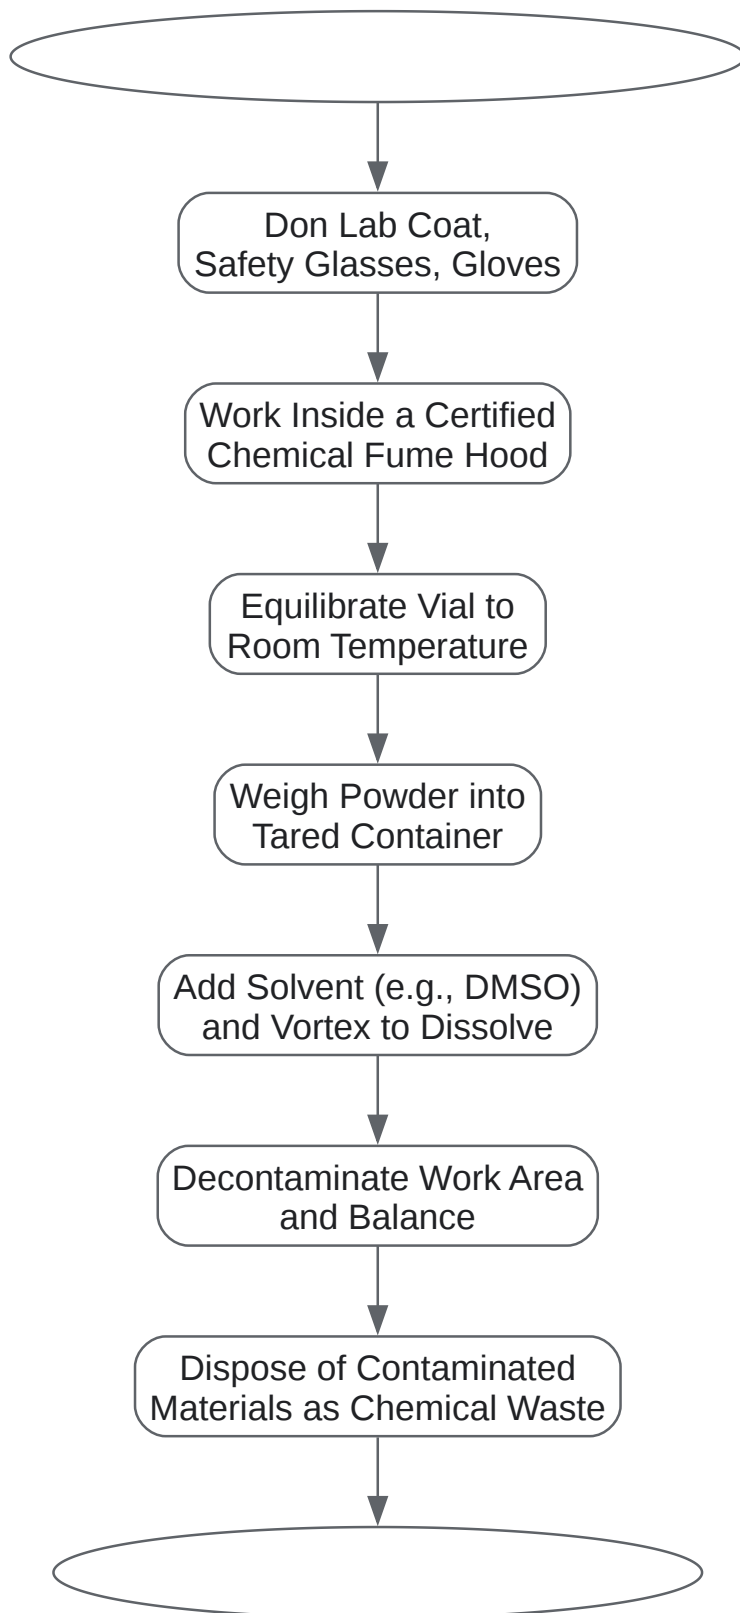 Don Lab Coat,
Safety Glasses, Gloves
Work Inside a Certified
Chemical Fume Hood
Equilibrate Vial to
Room Temperature
Weigh Powder into
Tared Container
Add Solvent (e.g., DMSO)
and Vortex to Dissolve
Decontaminate Work Area
and Balance
Dispose of Contaminated
Materials as Chemical Waste